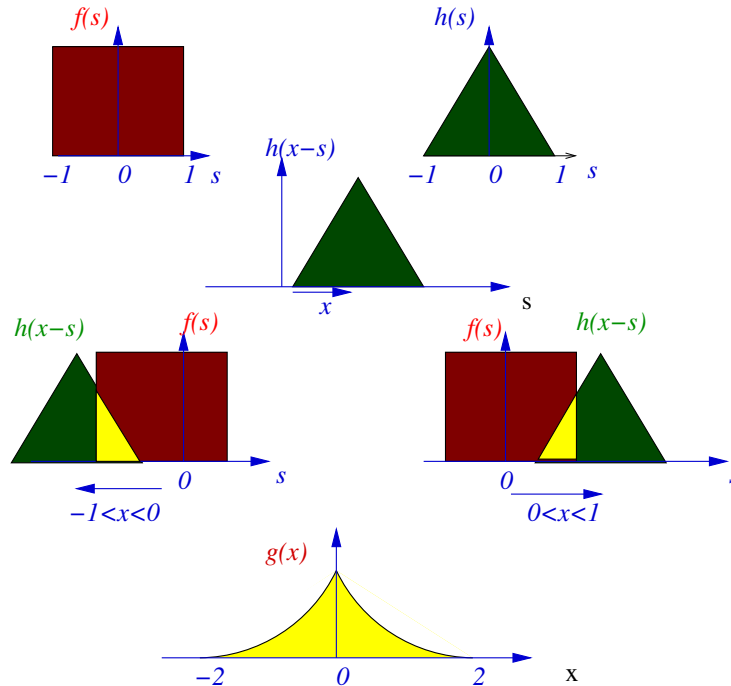 f(s)
h(s)
-1 0 1 s
-1 0 1 s
h(x-s)
x
s
h(x-s)
f(s)
f(s)
h(x-s)
0
s
0
-1<x<0
0<x<1
g(x)
-2 0 2 x